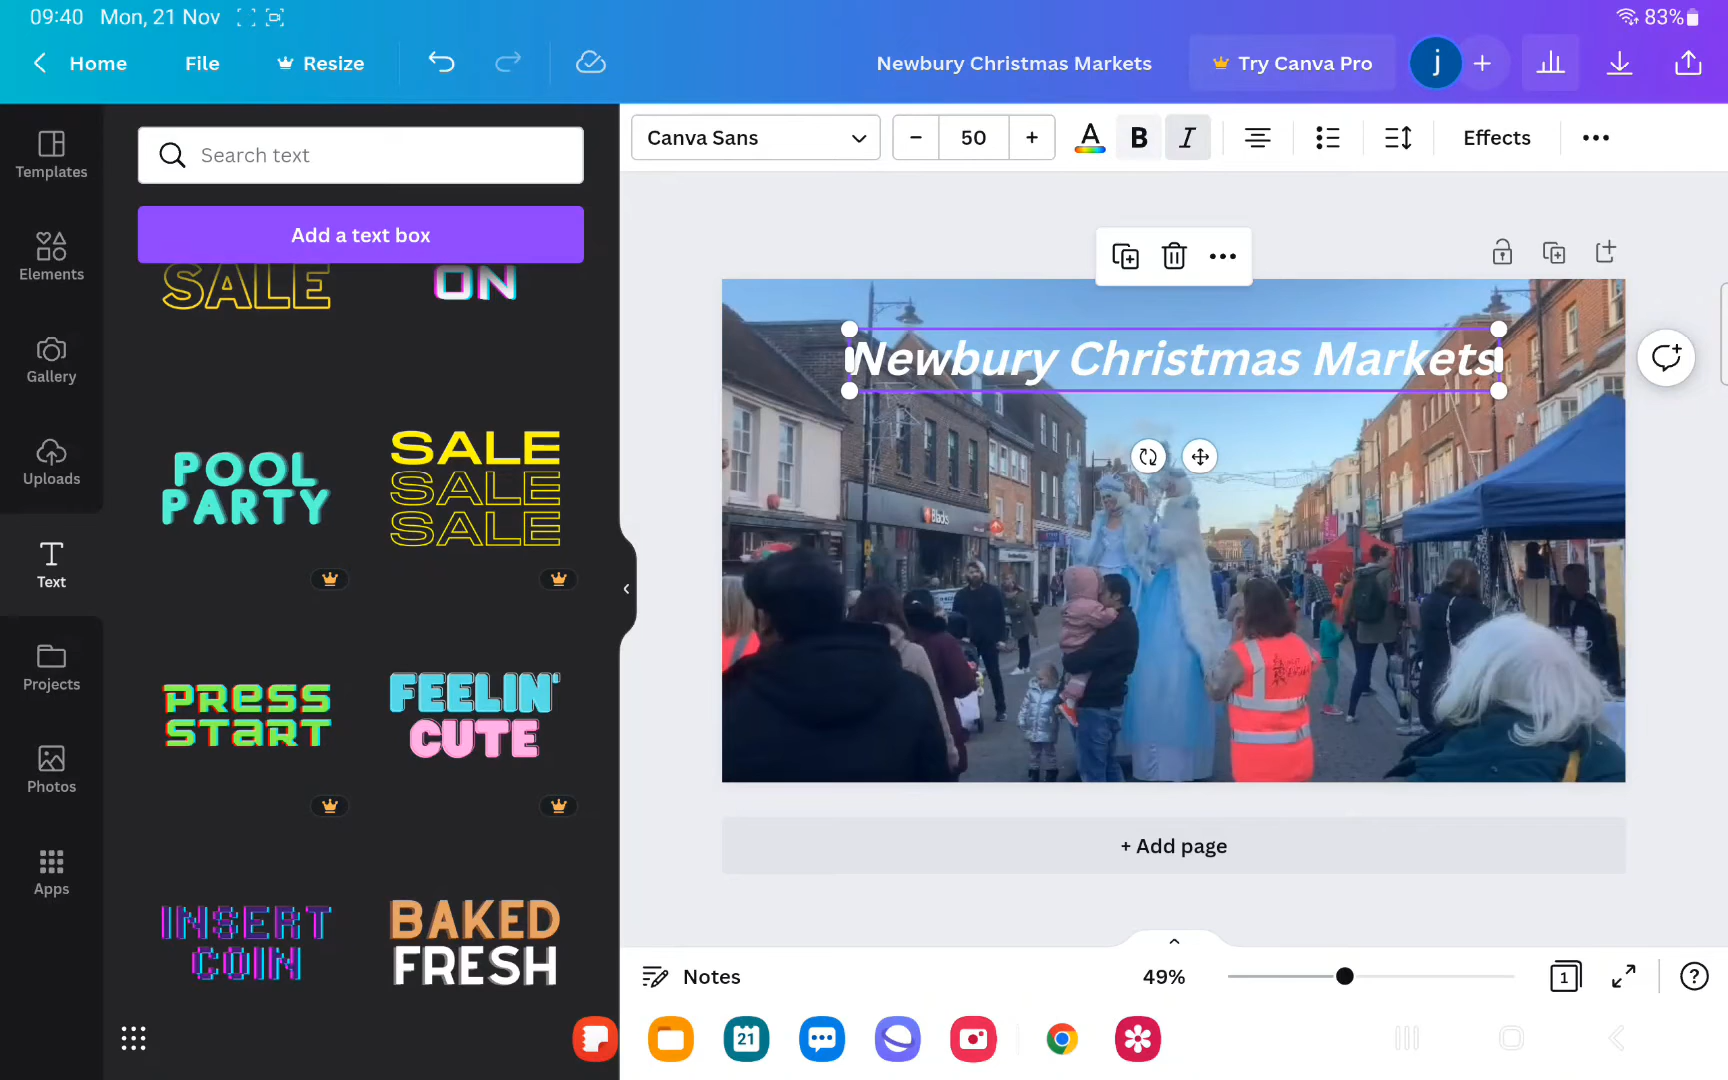 09:40 Mon, 21 Nov
83%
Home
File
Resize
Newbury Christmas Markets
Try Canva Pro
j
Templates
Elements
Gallery
Uploads
Text
Projects
Photos
Apps
Search text
Add a text box
SALE
ON
POOL
PARTY
SALE
SALE
SALE
PRESS
START
FEELIN'
CUTE
INSERT
COIN
BAKED
FRESH
Canva Sans
50
A
B
I
Effects
Newbury Christmas Markets
Blacks
+ Add page
Notes
49%
1
21